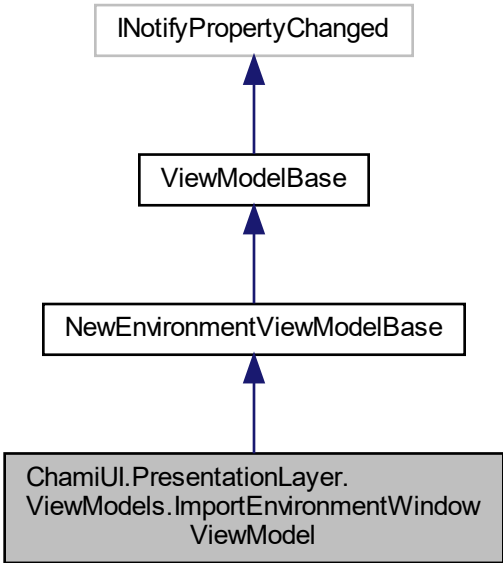 INotifyPropertyChanged
ViewModelBase
NewEnvironmentViewModelBase
ChamiUI.PresentationLayer.
ViewModels.ImportEnvironmentWindow
ViewModel